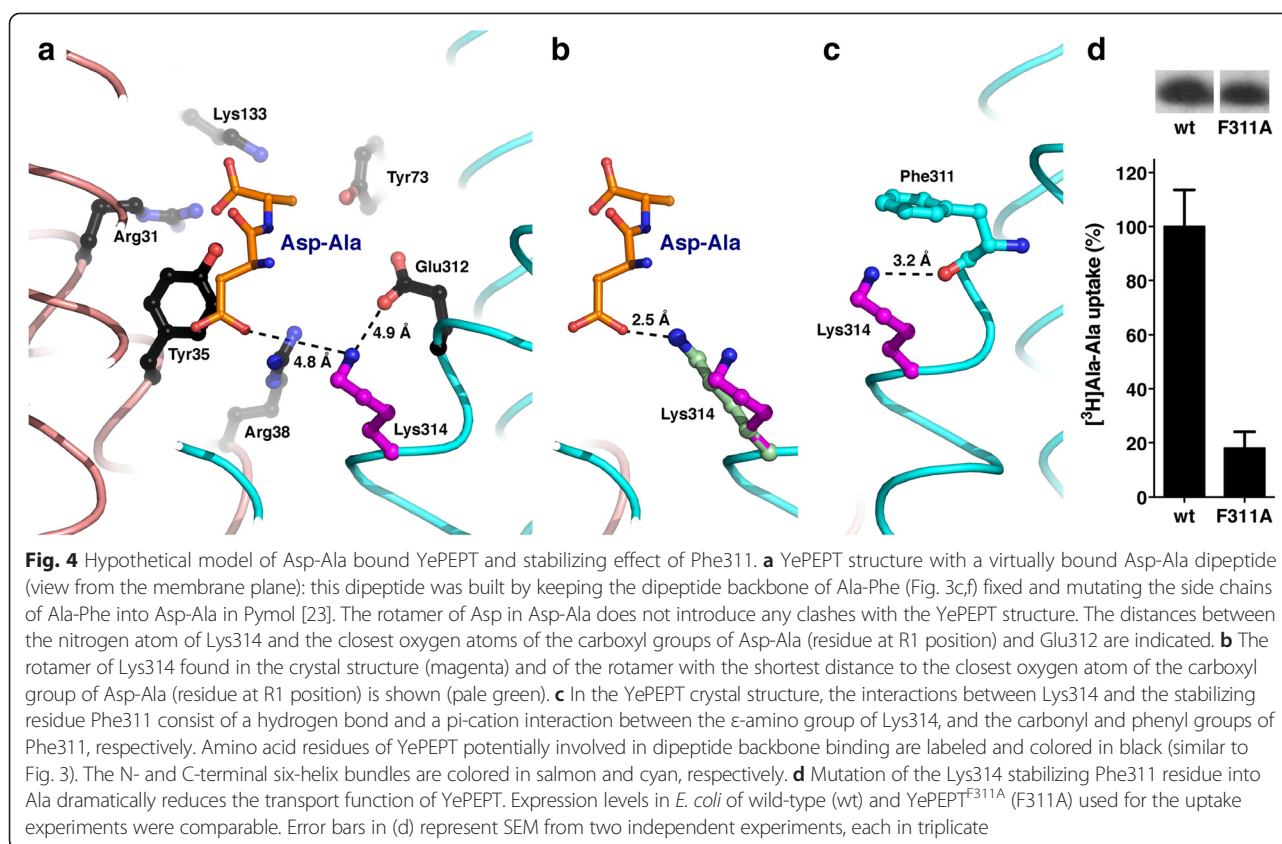 a
Lys133
Tyr73
Arg31
Asp-Ala
Glu312
4.9 Å
Tyr35
4.8 Å
Arg38
Lys314
b
Asp-Ala
2.5 Å
Lys314
c
Phe311
3.2 Å
Lys314
d
wt F311A
[³H]Ala-Ala uptake (%)
120
100
80
60
40
20
0
wt F311A
Fig. 4 Hypothetical model of Asp-Ala bound YePEPT and stabilizing effect of Phe311. a YePEPT structure with a virtually bound Asp-Ala dipeptide
(view from the membrane plane): this dipeptide was built by keeping the dipeptide backbone of Ala-Phe (Fig. 3c,f) fixed and mutating the side chains
of Ala-Phe into Asp-Ala in Pymol [23]. The rotamer of Asp in Asp-Ala does not introduce any clashes with the YePEPT structure. The distances between
the nitrogen atom of Lys314 and the closest oxygen atoms of the carboxyl groups of Asp-Ala (residue at R1 position) and Glu312 are indicated. b The
rotamer of Lys314 found in the crystal structure (magenta) and of the rotamer with the shortest distance to the closest oxygen atom of the carboxyl
group of Asp-Ala (residue at R1 position) is shown (pale green). c In the YePEPT crystal structure, the interactions between Lys314 and the stabilizing
residue Phe311 consist of a hydrogen bond and a pi-cation interaction between the ε-amino group of Lys314, and the carbonyl and phenyl groups of
Phe311, respectively. Amino acid residues of YePEPT potentially involved in dipeptide backbone binding are labeled and colored in black (similar to
Fig. 3). The N- and C-terminal six-helix bundles are colored in salmon and cyan, respectively. d Mutation of the Lys314 stabilizing Phe311 residue into
Ala dramatically reduces the transport function of YePEPT. Expression levels in E. coli of wild-type (wt) and YePEPT^F311A (F311A) used for the uptake
experiments were comparable. Error bars in (d) represent SEM from two independent experiments, each in triplicate